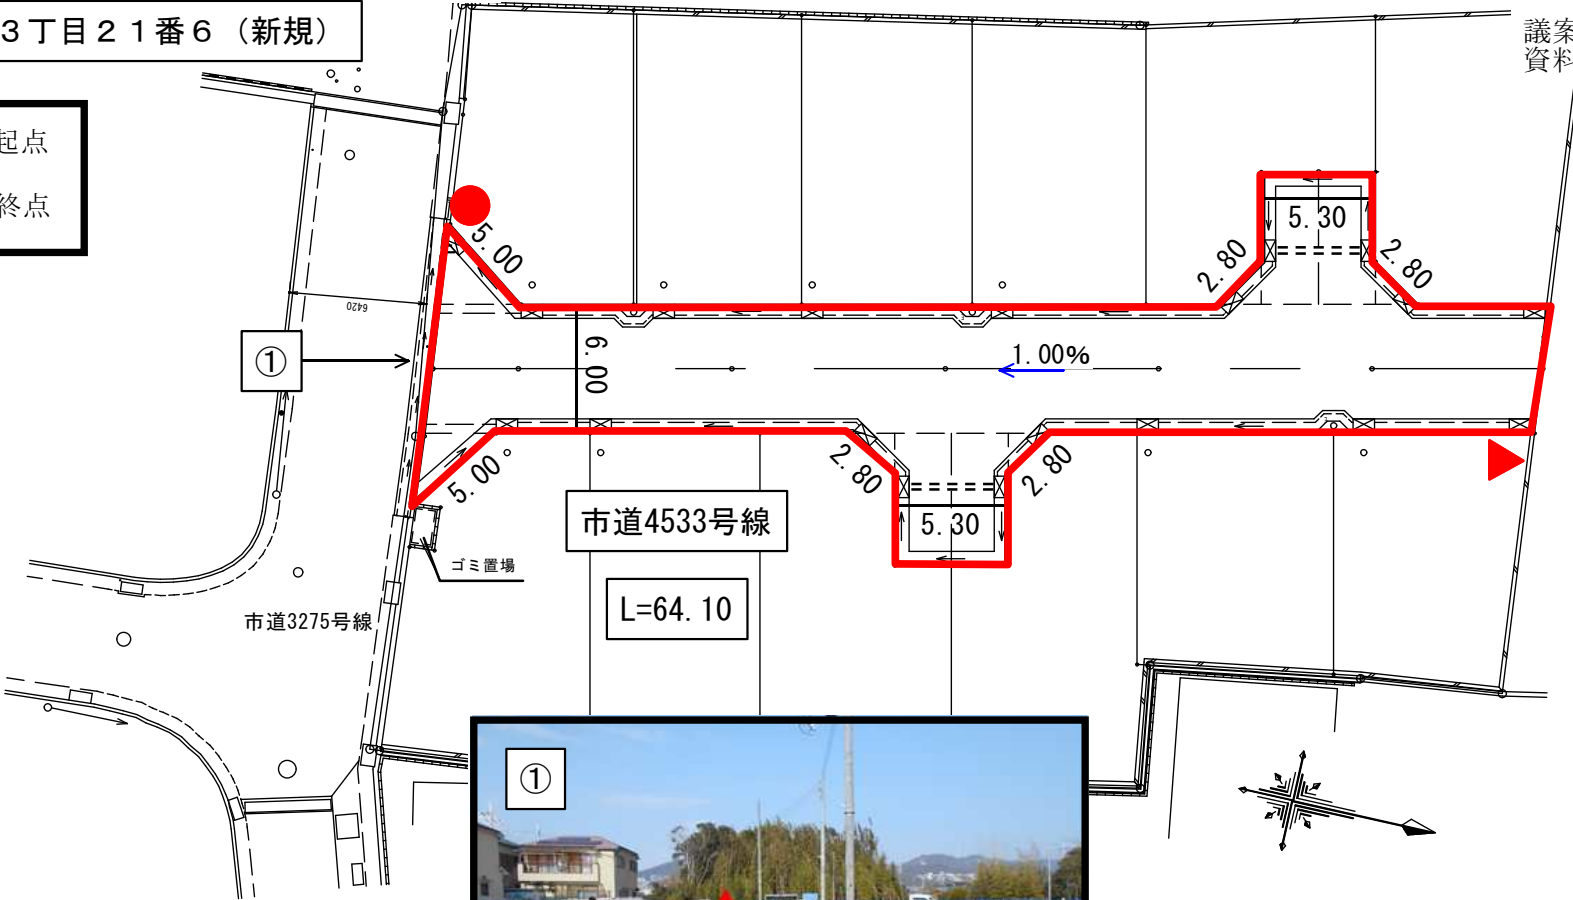 ３丁目２１番６（新規）
議案
資料
起点
終点
5.00
5.30
2.80
2.80
6420
①
6.00
1.00%
5.00
2.80
2.80
5.30
市道4533号線
ゴミ置場
L=64.10
市道3275号線
①